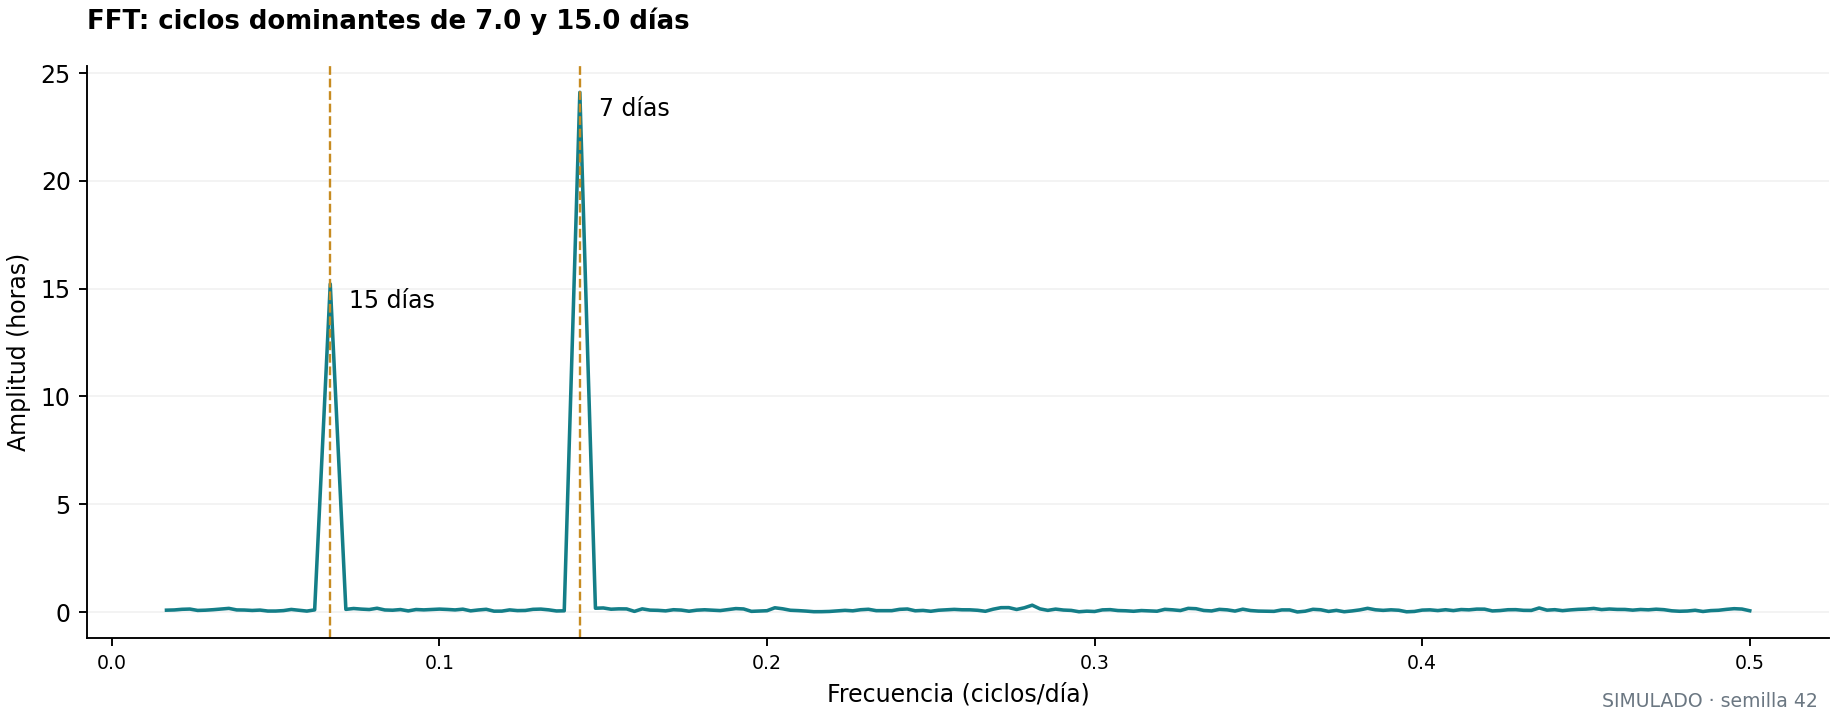 FFT: ciclos dominantes de 7.0 y 15.0 días
Amplitud (horas)
25
20
15
10
5
0
7 días
15 días
0.0
0.1
0.2
0.3
0.4
0.5
Frecuencia (ciclos/día)
SIMULADO · semilla 42